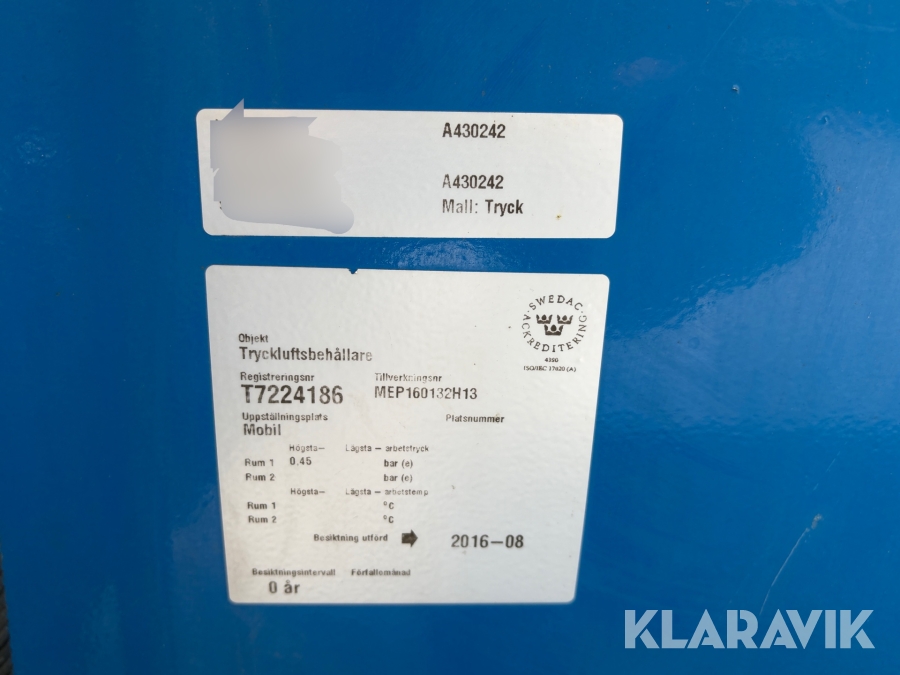 A430242
A430242
Mall: Tryck
SWEDAC
ACKREDITERING
4350
ISO/IEC 17020 (A)
Objekt
Tryckluftsbehållare
Registreringsnr Tillverkningsnr
T7224186 MEP160132H13
Uppställningsplats Platsnummer
Mobil
Högsta— Lägsta — arbetstryck
Rum 1 0,45 bar (e)
Rum 2 bar (e)
Högsta— Lägsta — arbetstemp
Rum 1 °C
Rum 2 °C
Besiktning utförd 2016—08
Besiktningsintervall Förfallomånad
0 år
KLARAVIK